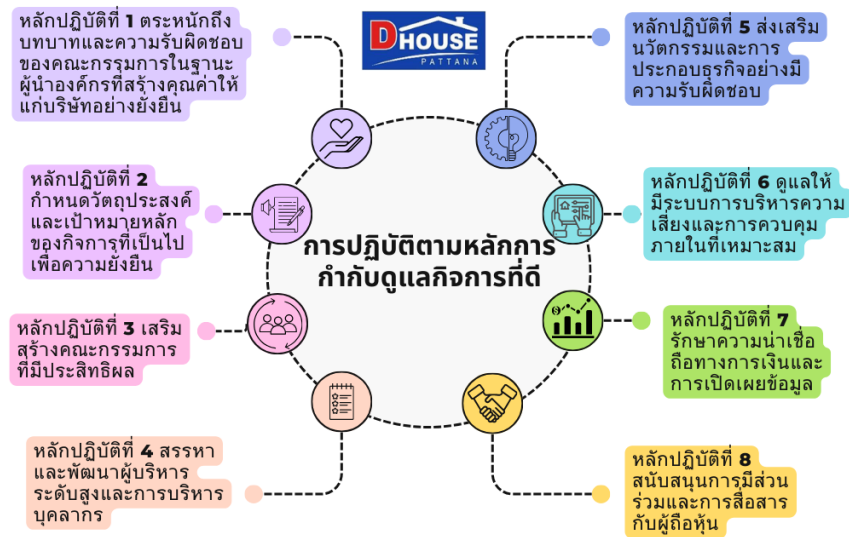 DHOUSE
PATTANA
หลักปฏิบัติที่ 1 ตระหนักถึง
บทบาทและความรับผิดชอบ
ของคณะกรรมการในฐานะ
ผู้นำองค์กรที่สร้างคุณค่าให้
แก่บริษัทอย่างยั่งยืน
หลักปฏิบัติที่ 2
กำหนดวัตถุประสงค์
และเป้าหมายหลัก
ของกิจการที่เป็นไป
เพื่อความยั่งยืน
หลักปฏิบัติที่ 3 เสริม
สร้างคณะกรรมการ
ที่มีประสิทธิผล
หลักปฏิบัติที่ 4 สรรหา
และพัฒนาผู้บริหาร
ระดับสูงและการบริหาร
บุคลากร
การปฏิบัติตามหลักการ
กำกับดูแลกิจการที่ดี
หลักปฏิบัติที่ 5 ส่งเสริม
นวัตกรรมและการ
ประกอบธุรกิจอย่างมี
ความรับผิดชอบ
หลักปฏิบัติที่ 6 ดูแลให้
มีระบบการบริหารความ
เสี่ยงและการควบคุม
ภายในที่เหมาะสม
หลักปฏิบัติที่ 7
รักษาความน่าเชื่อ
ถือทางการเงินและ
การเปิดเผยข้อมูล
หลักปฏิบัติที่ 8
สนับสนุนการมีส่วน
ร่วมและการสื่อสาร
กับผู้ถือหุ้น